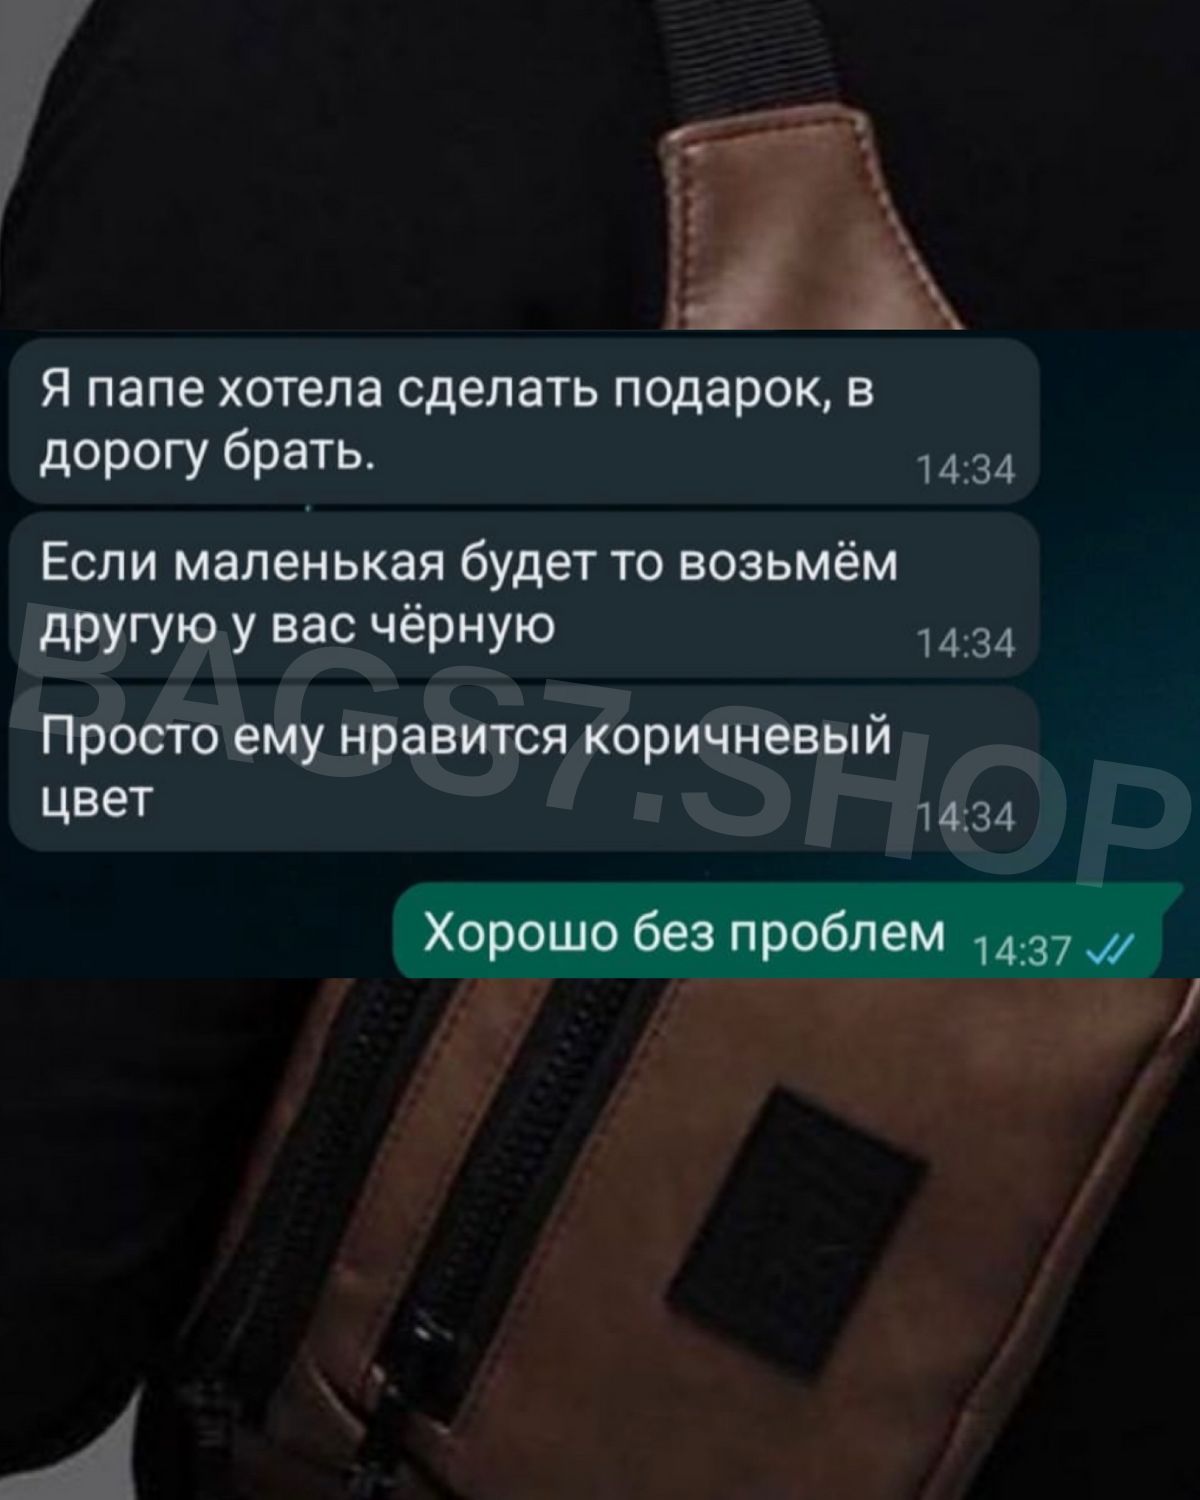 Я папе хотела сделать подарок, в
дорогу брать.
14:34
Если маленькая будет то возьмём
другую у вас чёрную
14:34
Просто ему нравится коричневый
цвет
14:34
BAGS7.SHOP
Хорошо без проблем 14:37